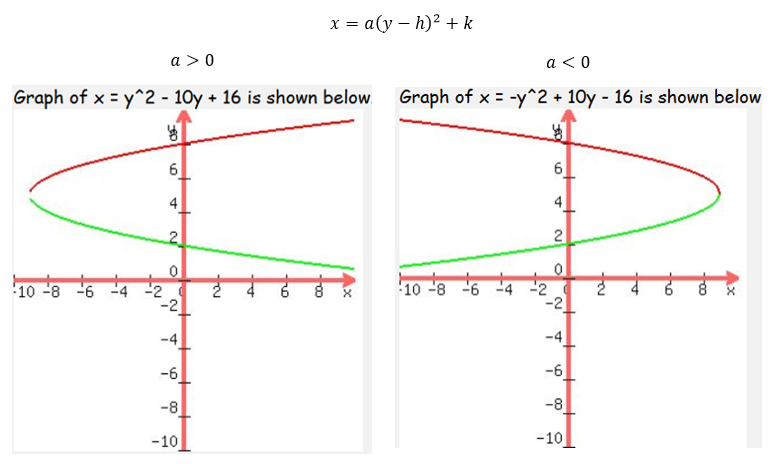 x = a(y − h)² + k
a > 0
a < 0
Graph of x = y^2 - 10y + 16 is shown below
Graph of x = -y^2 + 10y - 16 is shown below
y
8
6
4
2
0
-10 -8 -6 -4 -2 0 2 4 6 8 x
-2
-4
-6
-8
-10
y
8
6
4
2
0
-10 -8 -6 -4 -2 0 2 4 6 8 x
-2
-4
-6
-8
-10